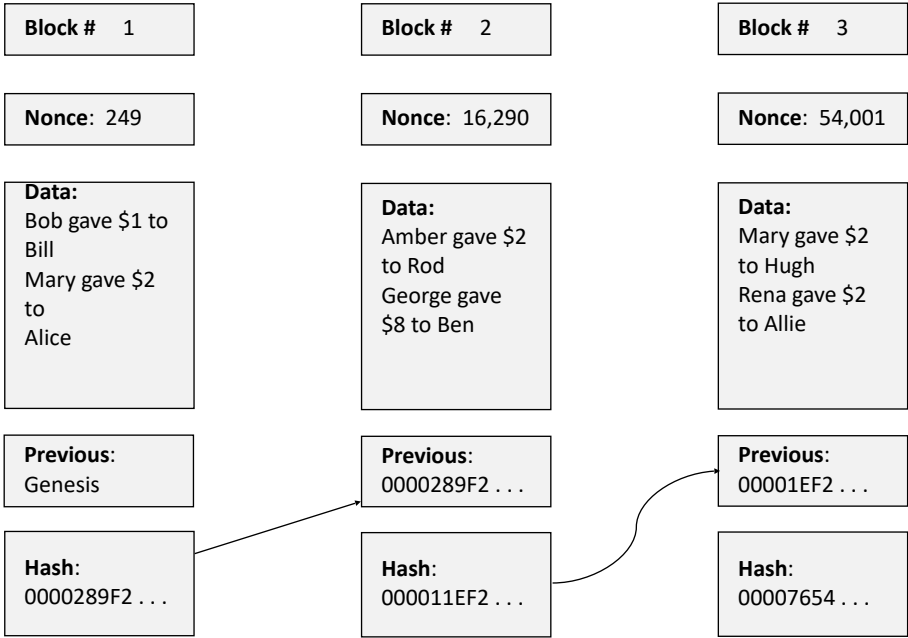 Block # 1
Nonce: 249
Data:
Bob gave $1 to
Bill
Mary gave $2
to
Alice
Previous:
Genesis
Hash:
0000289F2 . . .
Block # 2
Nonce: 16,290
Data:
Amber gave $2
to Rod
George gave
$8 to Ben
Previous:
0000289F2 . . .
Hash:
000011EF2 . . .
Block # 3
Nonce: 54,001
Data:
Mary gave $2
to Hugh
Rena gave $2
to Allie
Previous:
00001EF2 . . .
Hash:
00007654 . . .